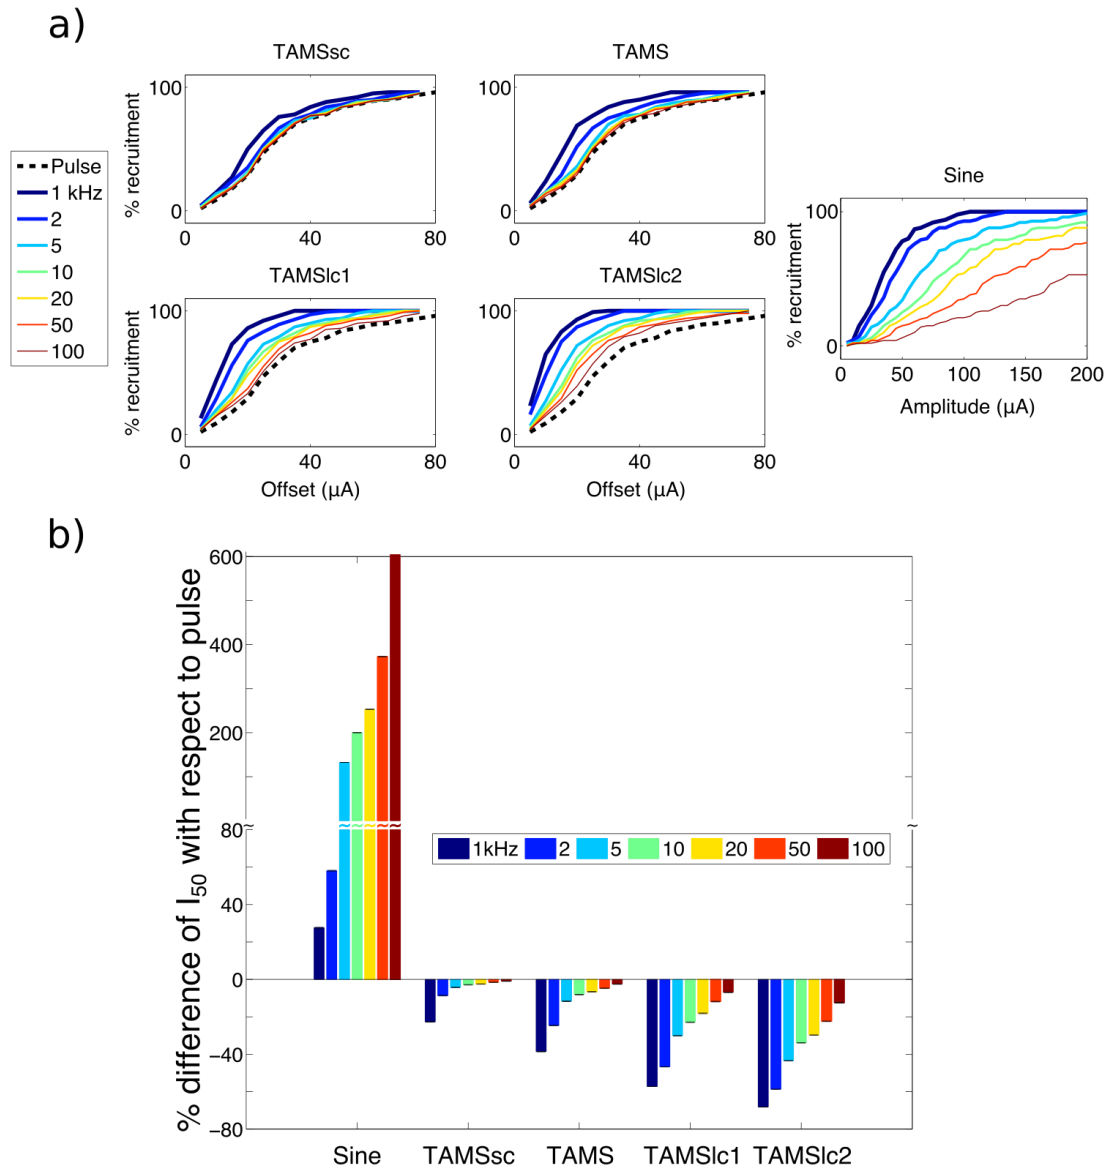 a)
TAMSsc
TAMS
% recruitment
100
0
40
80
% recruitment
100
0
40
80
Pulse
1 kHz
2
5
10
20
50
100
Sine
% recruitment
100
0
0
50
100
150
200
Amplitude (µA)
TAMSlc1
TAMSlc2
% recruitment
100
0
0
40
80
Offset (µA)
100
0
0
40
80
Offset (µA)
b)
% difference of I50 with respect to pulse
600
400
200
80
40
0
−40
−80
1kHz
2
5
10
20
50
100
Sine
TAMSsc
TAMS
TAMSlc1
TAMSlc2